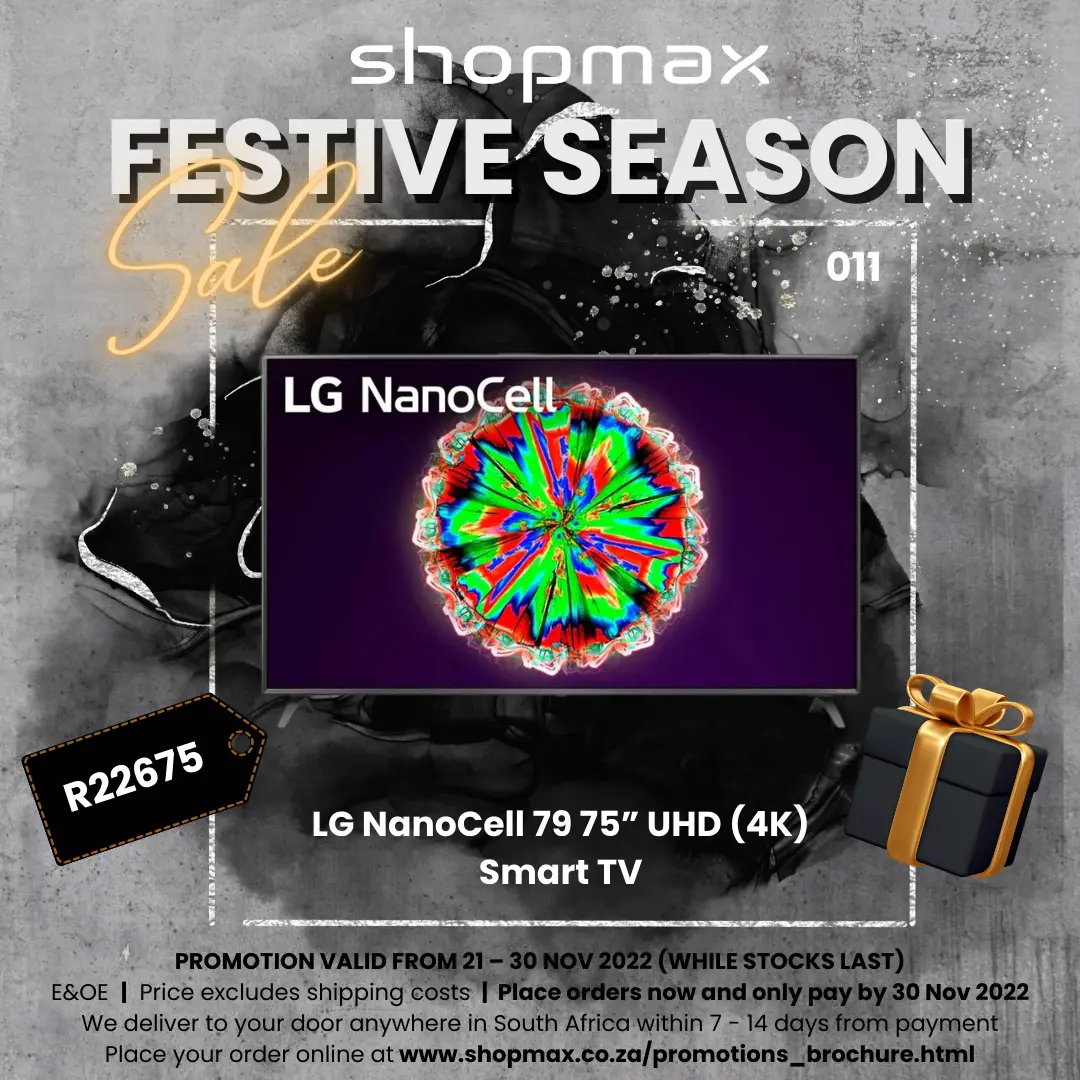 shopmax
FESTIVE SEASON
Sale
011
LG NanoCell
R22675
LG NanoCell 79 75” UHD (4K)
Smart TV
PROMOTION VALID FROM 21 – 30 NOV 2022 (WHILE STOCKS LAST)
E&OE | Price excludes shipping costs | Place orders now and only pay by 30 Nov 2022
We deliver to your door anywhere in South Africa within 7 - 14 days from payment
Place your order online at www.shopmax.co.za/promotions_brochure.html